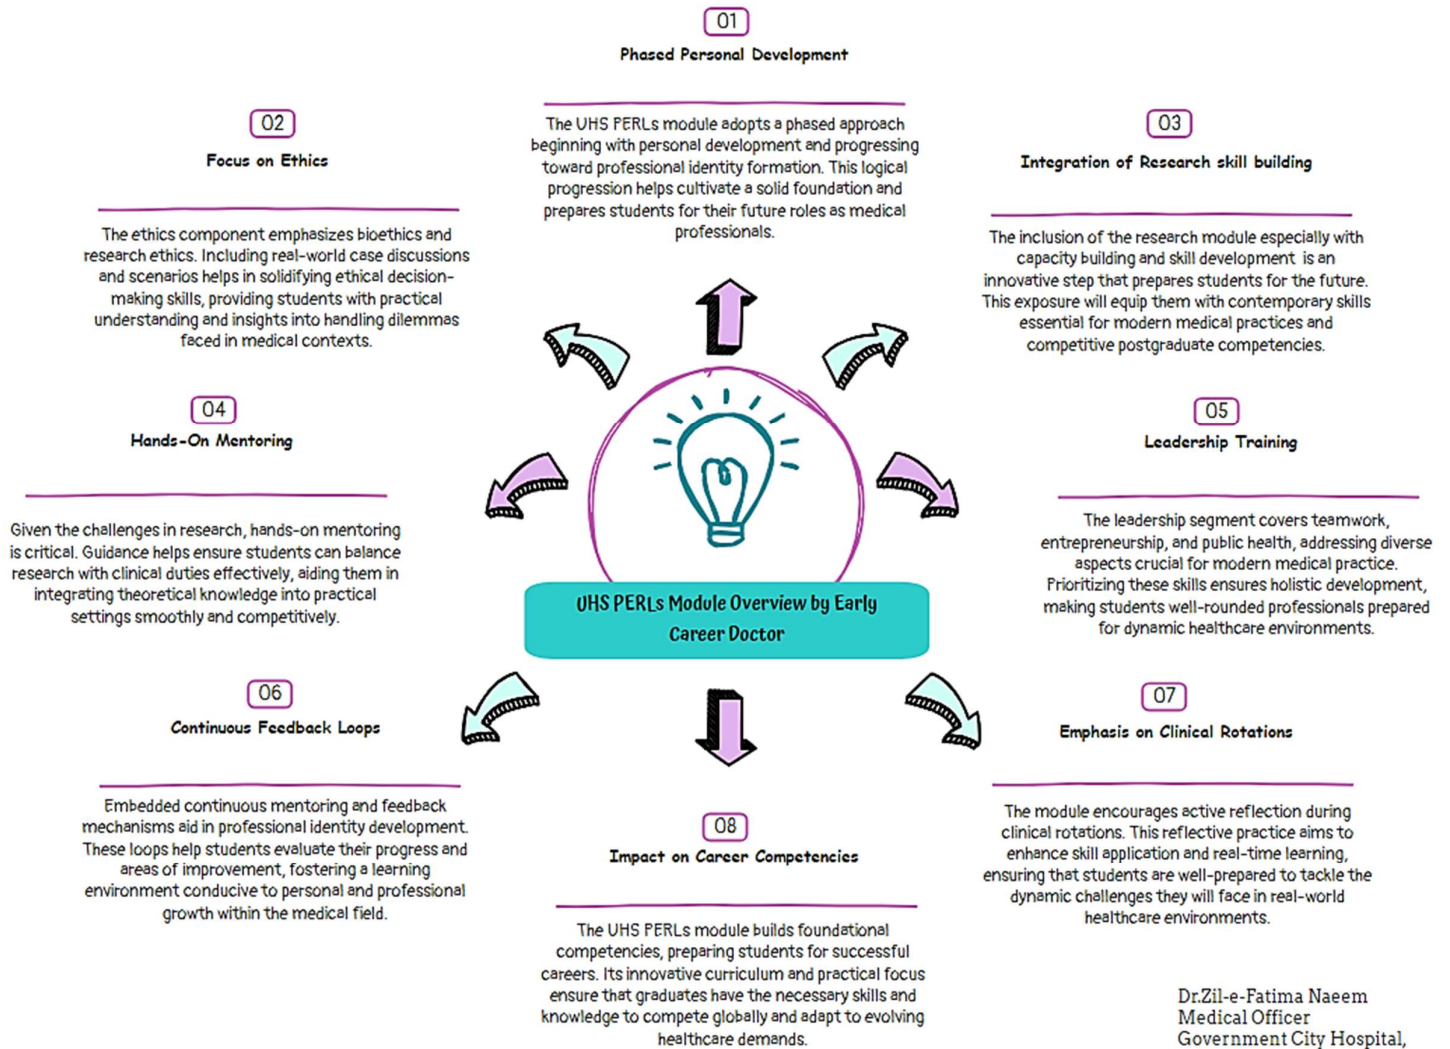 01
Phased Personal Development
The UHS PERLs module adopts a phased approach
beginning with personal development and progressing
toward professional identity formation. This logical
progression helps cultivate a solid foundation and
prepares students for their future roles as medical
professionals.
02
Focus on Ethics
The ethics component emphasizes bioethics and
research ethics. Including real-world case discussions
and scenarios helps in solidifying ethical decision-
making skills, providing students with practical
understanding and insights into handling dilemmas
faced in medical contexts.
03
Integration of Research skill building
The inclusion of the research module especially with
capacity building and skill development is an
innovative step that prepares students for the future.
This exposure will equip them with contemporary skills
essential for modern medical practices and
competitive postgraduate competencies.
04
Hands-On Mentoring
Given the challenges in research, hands-on mentoring
is critical. Guidance helps ensure students can balance
research with clinical duties effectively, aiding them in
integrating theoretical knowledge into practical
settings smoothly and competitively.
05
Leadership Training
The leadership segment covers teamwork,
entrepreneurship, and public health, addressing diverse
aspects crucial for modern medical practice.
Prioritizing these skills ensures holistic development,
making students well-rounded professionals prepared
for dynamic healthcare environments.
UHS PERLs Module Overview by Early
Career Doctor
06
Continuous Feedback Loops
Embedded continuous mentoring and feedback
mechanisms aid in professional identity development.
These loops help students evaluate their progress and
areas of improvement, fostering a learning
environment conducive to personal and professional
growth within the medical field.
07
Emphasis on Clinical Rotations
The module encourages active reflection during
clinical rotations. This reflective practice aims to
enhance skill application and real-time learning,
ensuring that students are well-prepared to tackle the
dynamic challenges they will face in real-world
healthcare environments.
08
Impact on Career Competencies
The UHS PERLs module builds foundational
competencies, preparing students for successful
careers. Its innovative curriculum and practical focus
ensure that graduates have the necessary skills and
knowledge to compete globally and adapt to evolving
healthcare demands.
Dr.Zil-e-Fatima Naeem
Medical Officer
Government City Hospital,